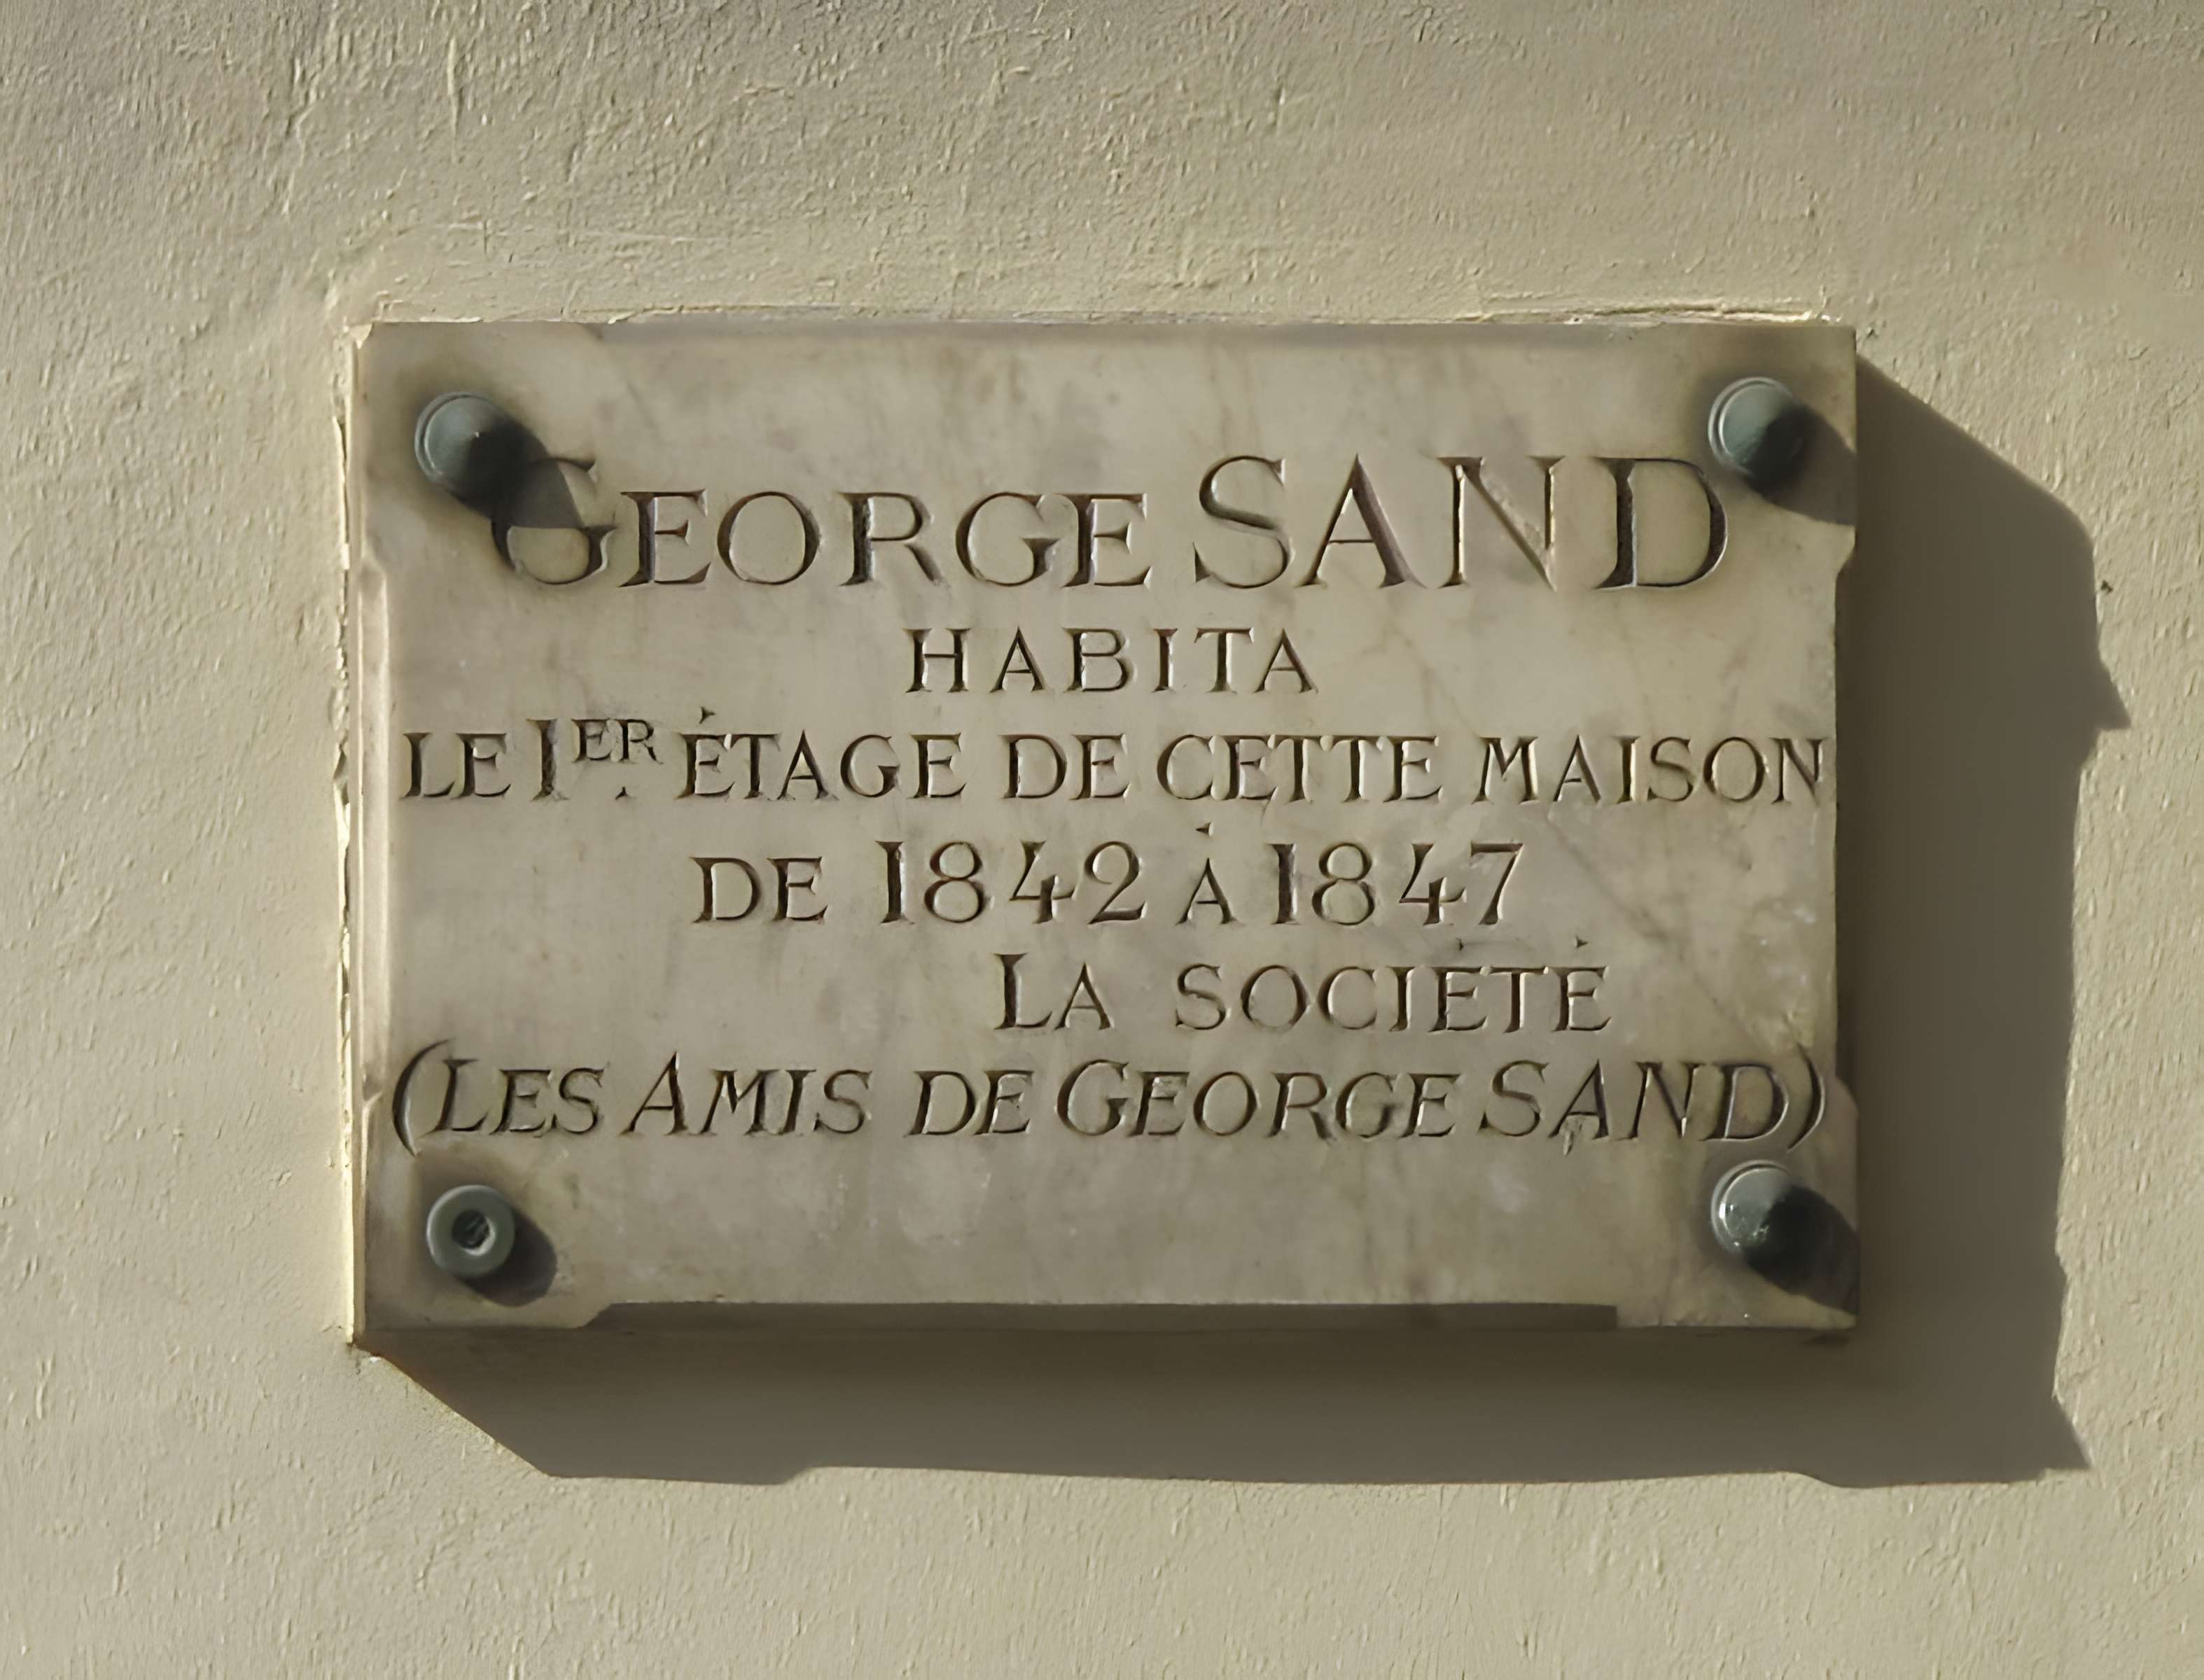 GEORGE SAND
HABITA
LE 1ER ÉTAGE DE CETTE MAISON
DE 1842 À 1847
LA SOCIÉTÉ
(LES AMIS DE GEORGE SAND)